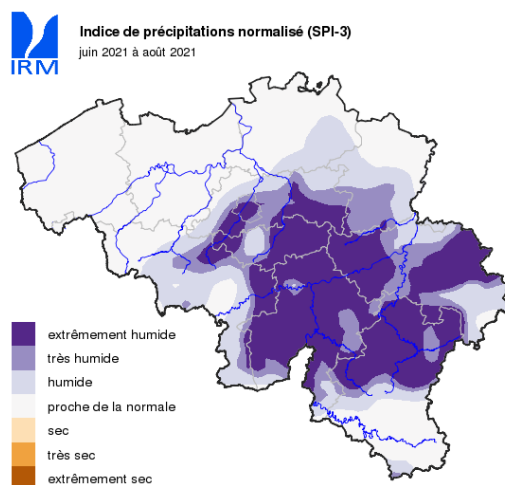 Indice de précipitations normalisé (SPI-3)
juin 2021 à août 2021
IRM
extrêmement humide
très humide
humide
proche de la normale
sec
très sec
extrêmement sec